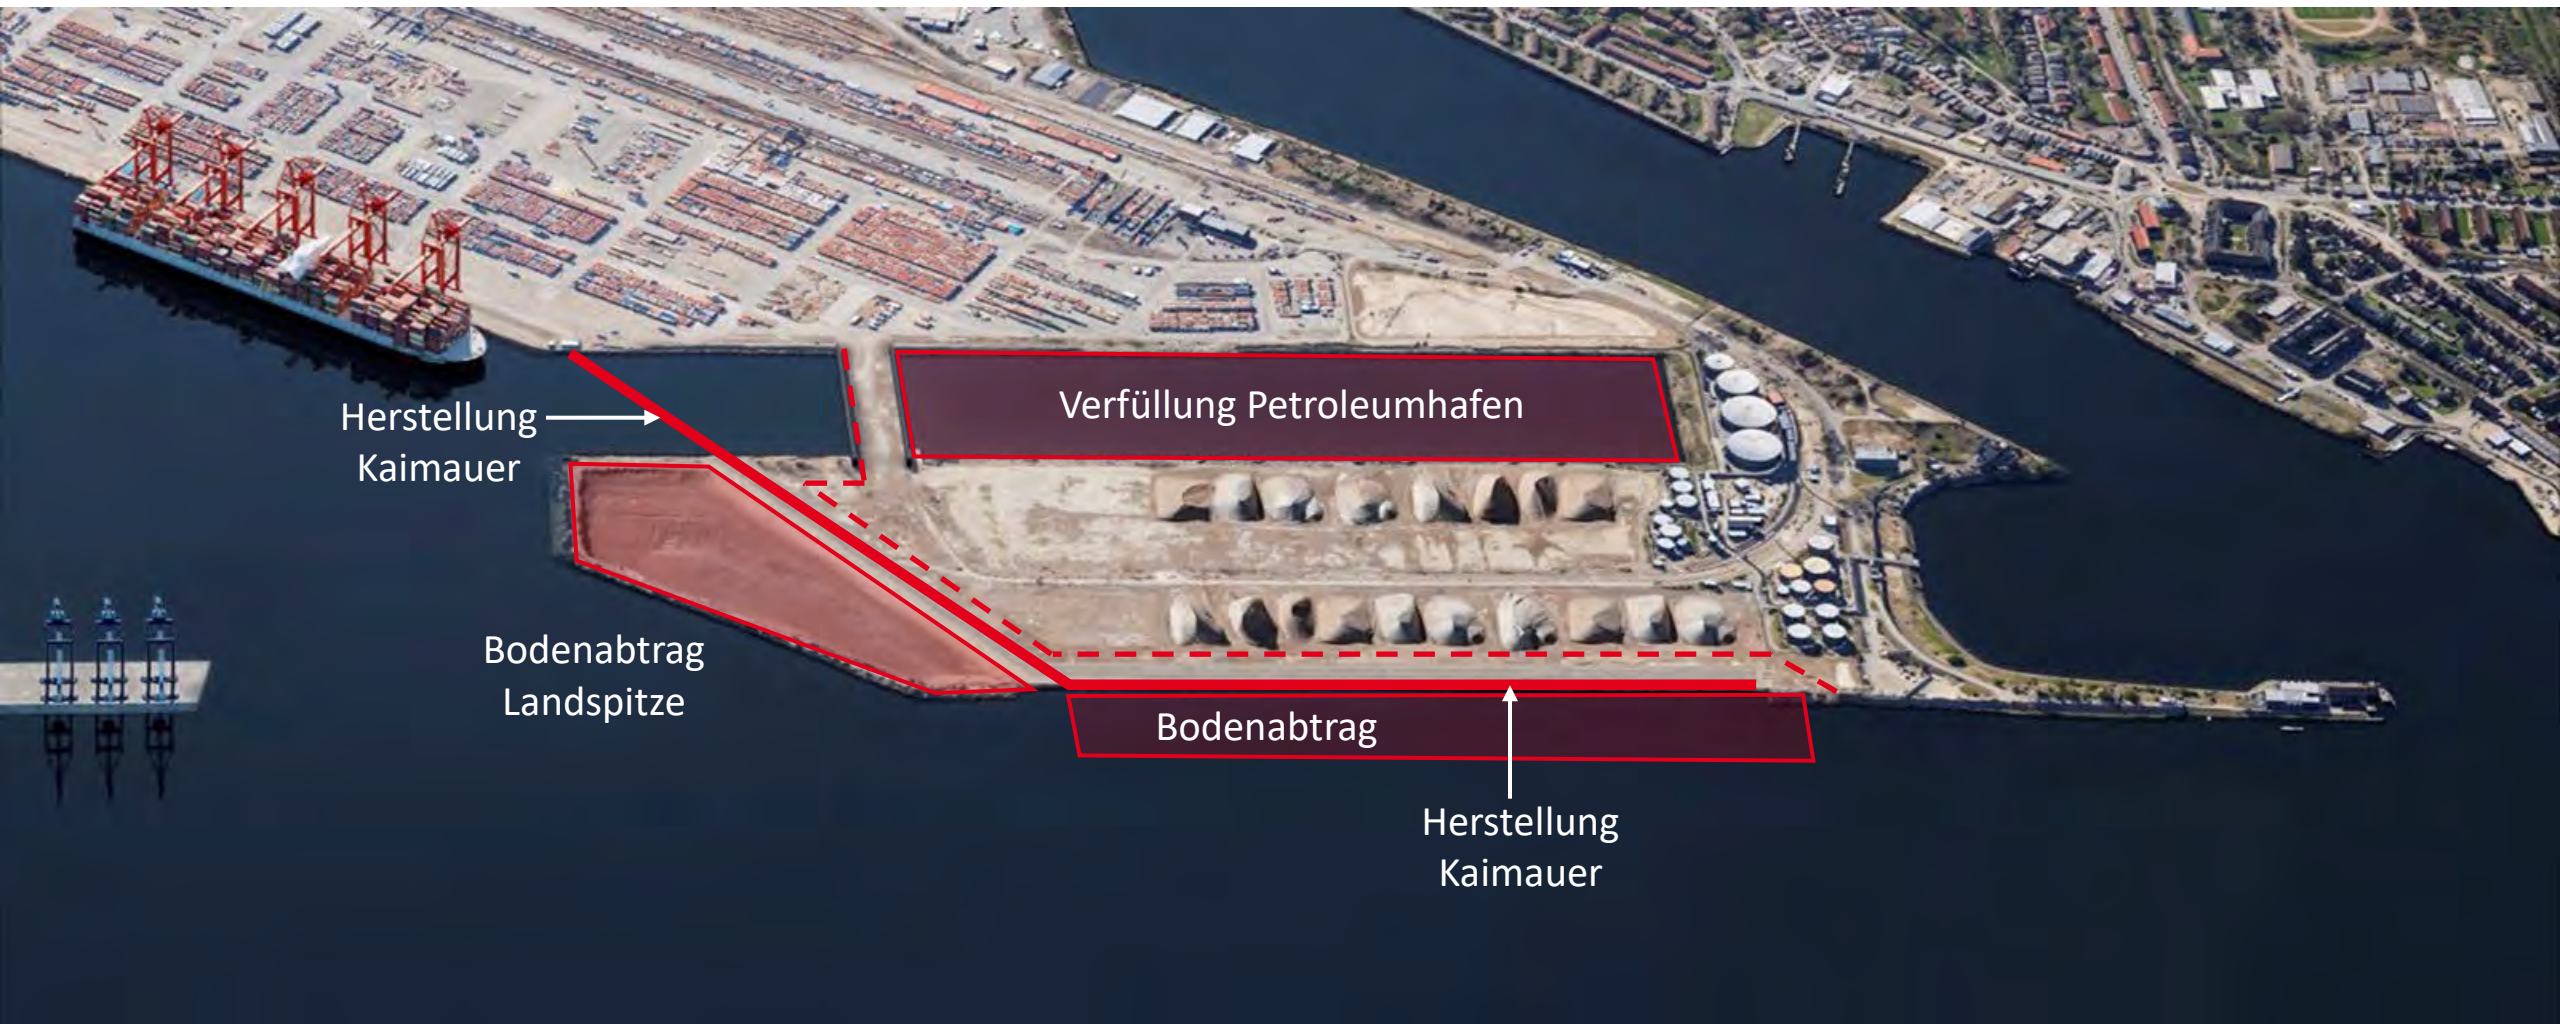 Verfüllung Petroleumhafen
Herstellung
Kaimauer
Bodenabtrag
Landspitze
Bodenabtrag
Herstellung
Kaimauer